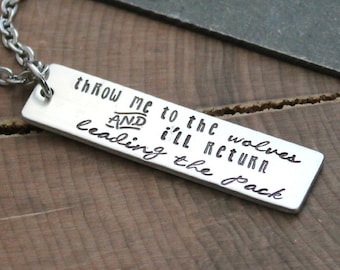 throw me to the wolves
AND i'll return
leading the pack